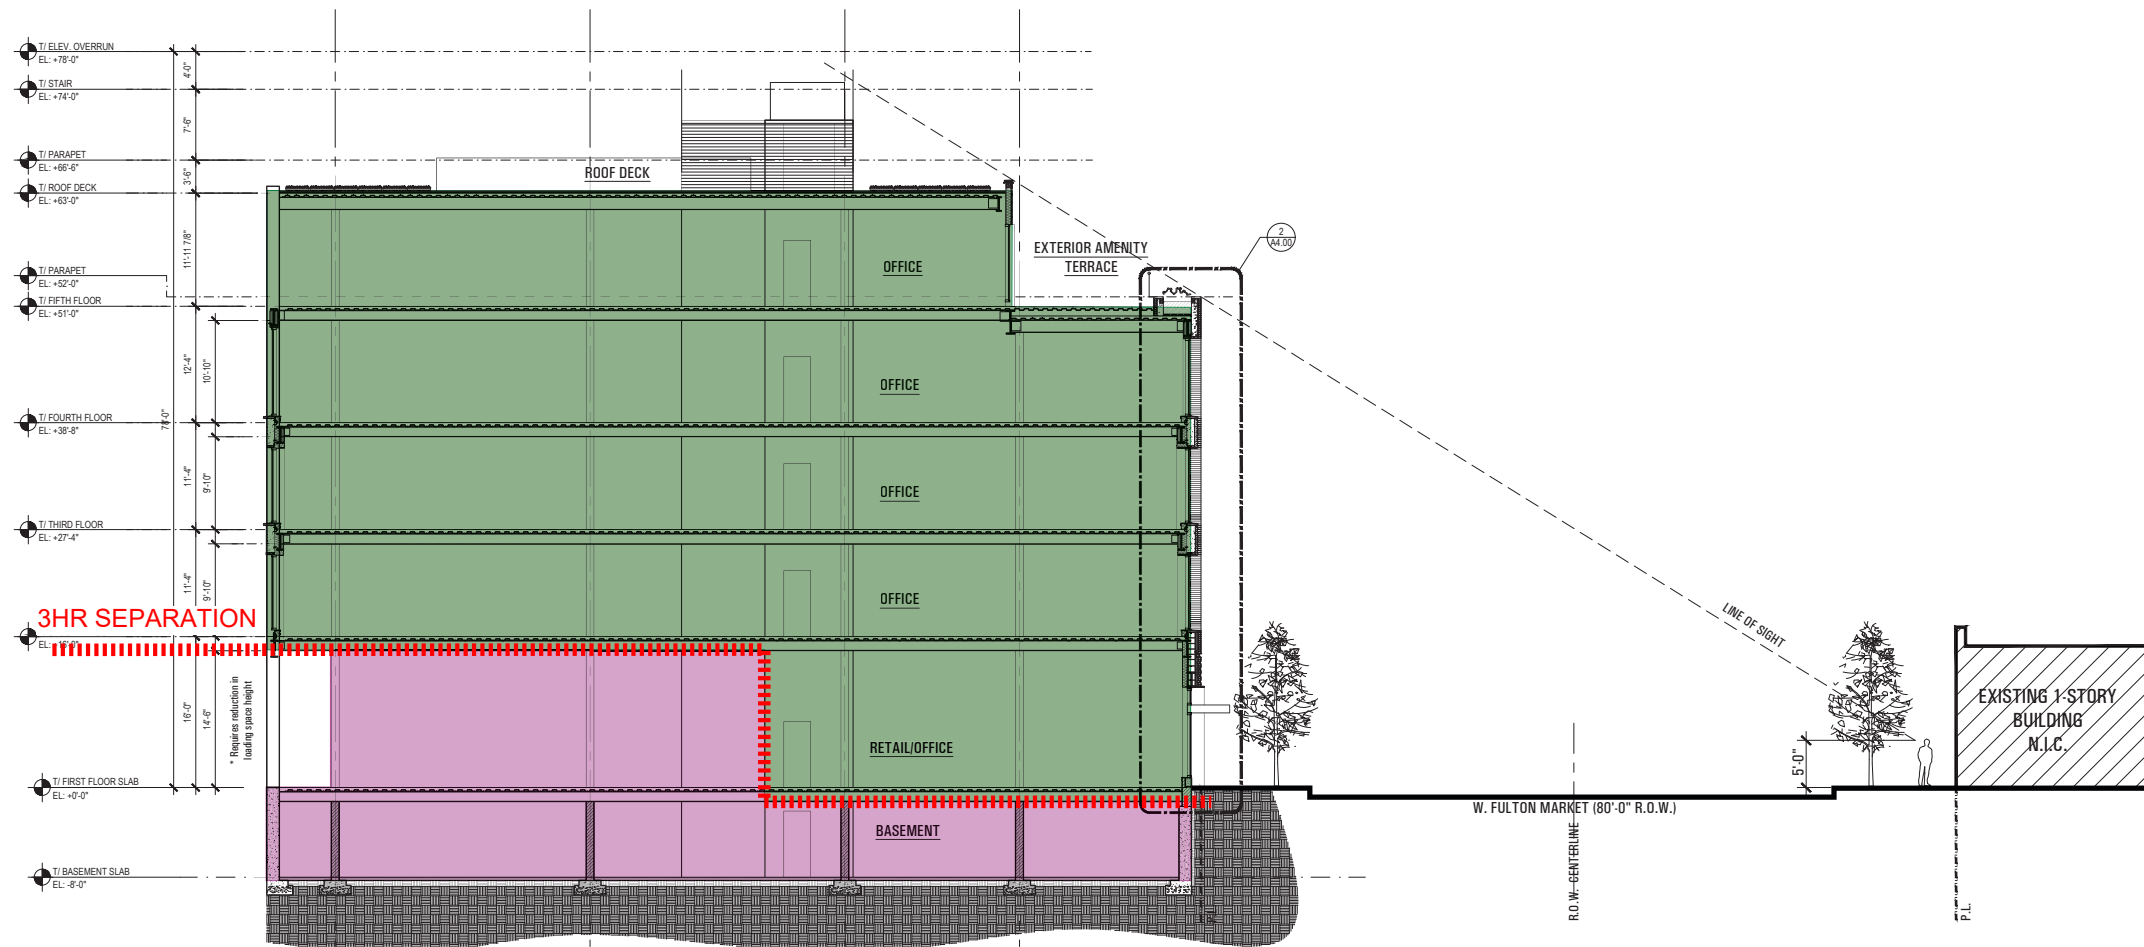 T/ ELEV. OVERRUN
EL: +78'-0"
T/ STAIR
EL: +74'-0"
T/ PARAPET
EL: +66'-6"
T/ ROOF DECK
EL: +63'-0"
T/ PARAPET
EL: +52'-0"
T/ FIFTH FLOOR
EL: +51'-0"
T/ FOURTH FLOOR
EL: +38'-8"
T/ THIRD FLOOR
EL: +27'-4"
3HR SEPARATION
EL: +16'-0"
T/ FIRST FLOOR SLAB
EL: +0'-0"
T/ BASEMENT SLAB
EL: -8'-0"
4'-0"
7'-6"
3'-6"
11'-11 7/8"
12'-4"
10'-10"
78'-0"
11'-4"
9'-10"
11'-4"
9'-10"
16'-0"
14'-6"
* Requires reduction in
loading space height
ROOF DECK
OFFICE
EXTERIOR AMENITY
TERRACE
2
A4.00
OFFICE
OFFICE
OFFICE
RETAIL/OFFICE
BASEMENT
LINE OF SIGHT
5'-0"
EXISTING 1-STORY
BUILDING
N.I.C.
W. FULTON MARKET (80'-0" R.O.W.)
R.O.W. CENTERLINE
P.L.
P.L.